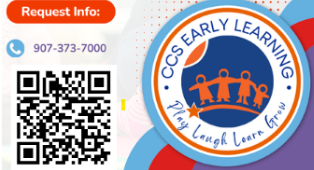 Request Info:
907-373-7000
CCS EARLY LEARNING
Play Laugh Learn Grow